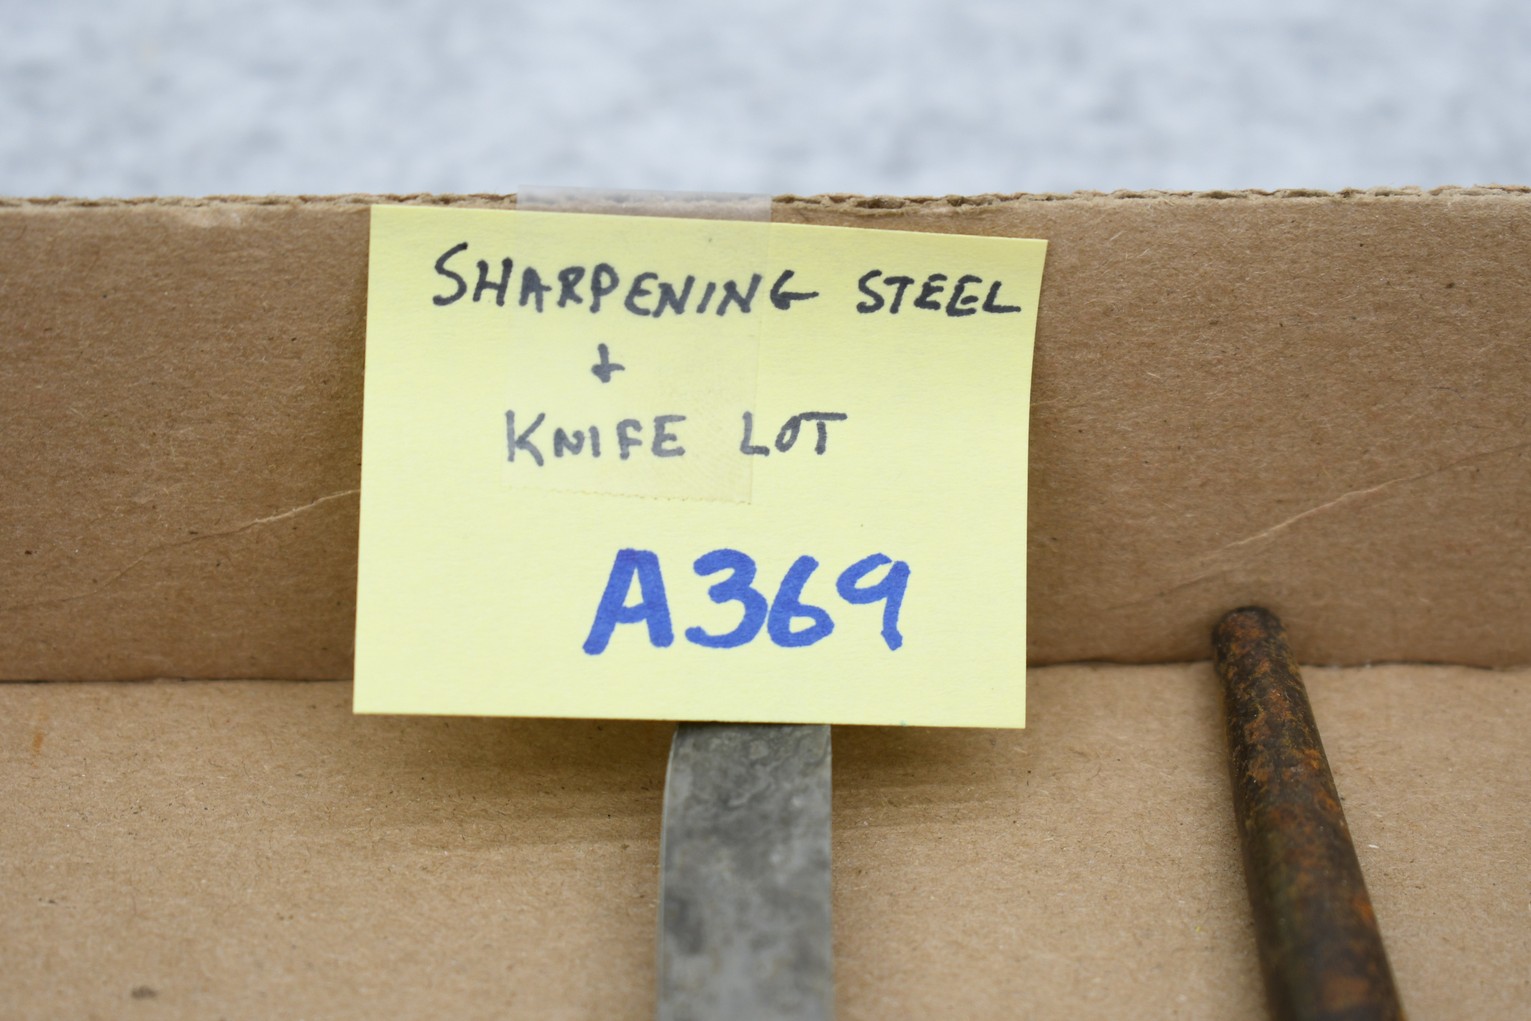 SHARPENING STEEL
+
KNIFE LOT
A369